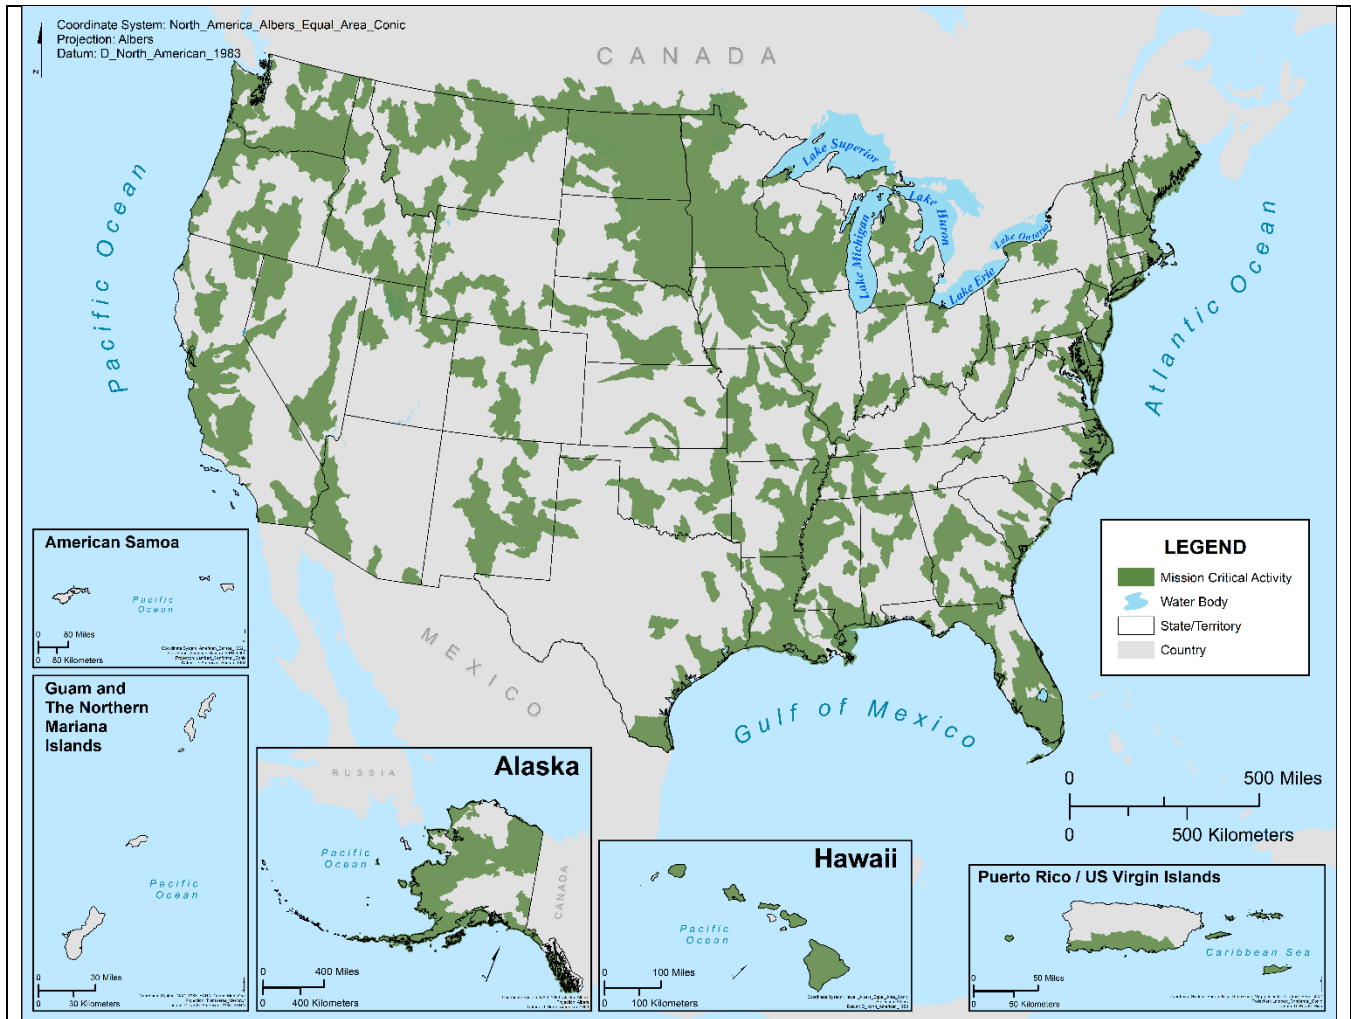 Coordinate System: North_America_Albers_Equal_Area_Conic
Projection: Albers
Datum: D_North_American_1983
N
CANADA
Pacific Ocean
Lake Superior
Lake Michigan
Lake Huron
Lake Ontario
Lake Erie
Atlantic Ocean
MEXICO
Gulf of Mexico
LEGEND
Mission Critical Activity
Water Body
State/Territory
Country
0 500 Miles
0 500 Kilometers
American Samoa
Pacific
Ocean
0 80 Miles
0 80 Kilometers
Guam and
The Northern
Mariana
Islands
Pacific
Ocean
0 30 Miles
0 30 Kilometers
Alaska
RUSSIA
Pacific
Ocean
CANADA
0 400 Miles
0 400 Kilometers
Hawaii
Pacific
Ocean
0 100 Miles
0 100 Kilometers
Puerto Rico / US Virgin Islands
Caribbean Sea
0 50 Miles
0 50 Kilometers